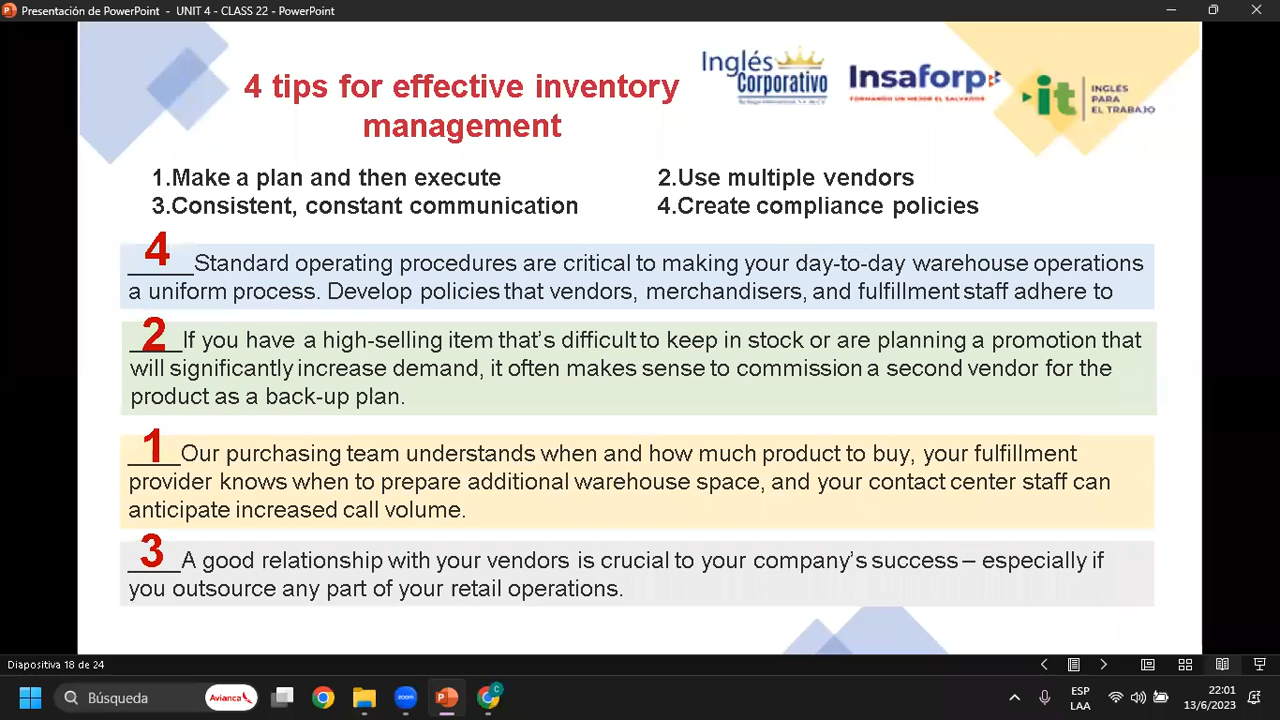 Presentación de PowerPoint - UNIT 4 - CLASS 22 - PowerPoint
Inglés
Corporativo
Insaforp
FORMANDO UN MEJOR EL SALVADOR
it
INGLÉS
PARA
EL TRABAJO
4 tips for effective inventory
management
1.Make a plan and then execute
2.Use multiple vendors
3.Consistent, constant communication
4.Create compliance policies
4
_____Standard operating procedures are critical to making your day-to-day warehouse operations
a uniform process. Develop policies that vendors, merchandisers, and fulfillment staff adhere to
2
____If you have a high-selling item that’s difficult to keep in stock or are planning a promotion that
will significantly increase demand, it often makes sense to commission a second vendor for the
product as a back-up plan.
1
____Our purchasing team understands when and how much product to buy, your fulfillment
provider knows when to prepare additional warehouse space, and your contact center staff can
anticipate increased call volume.
3
____A good relationship with your vendors is crucial to your company’s success – especially if
you outsource any part of your retail operations.
Diapositiva 18 de 24
Búsqueda
Avianca
zoom
C
ESP
LAA
22:01
13/6/2023